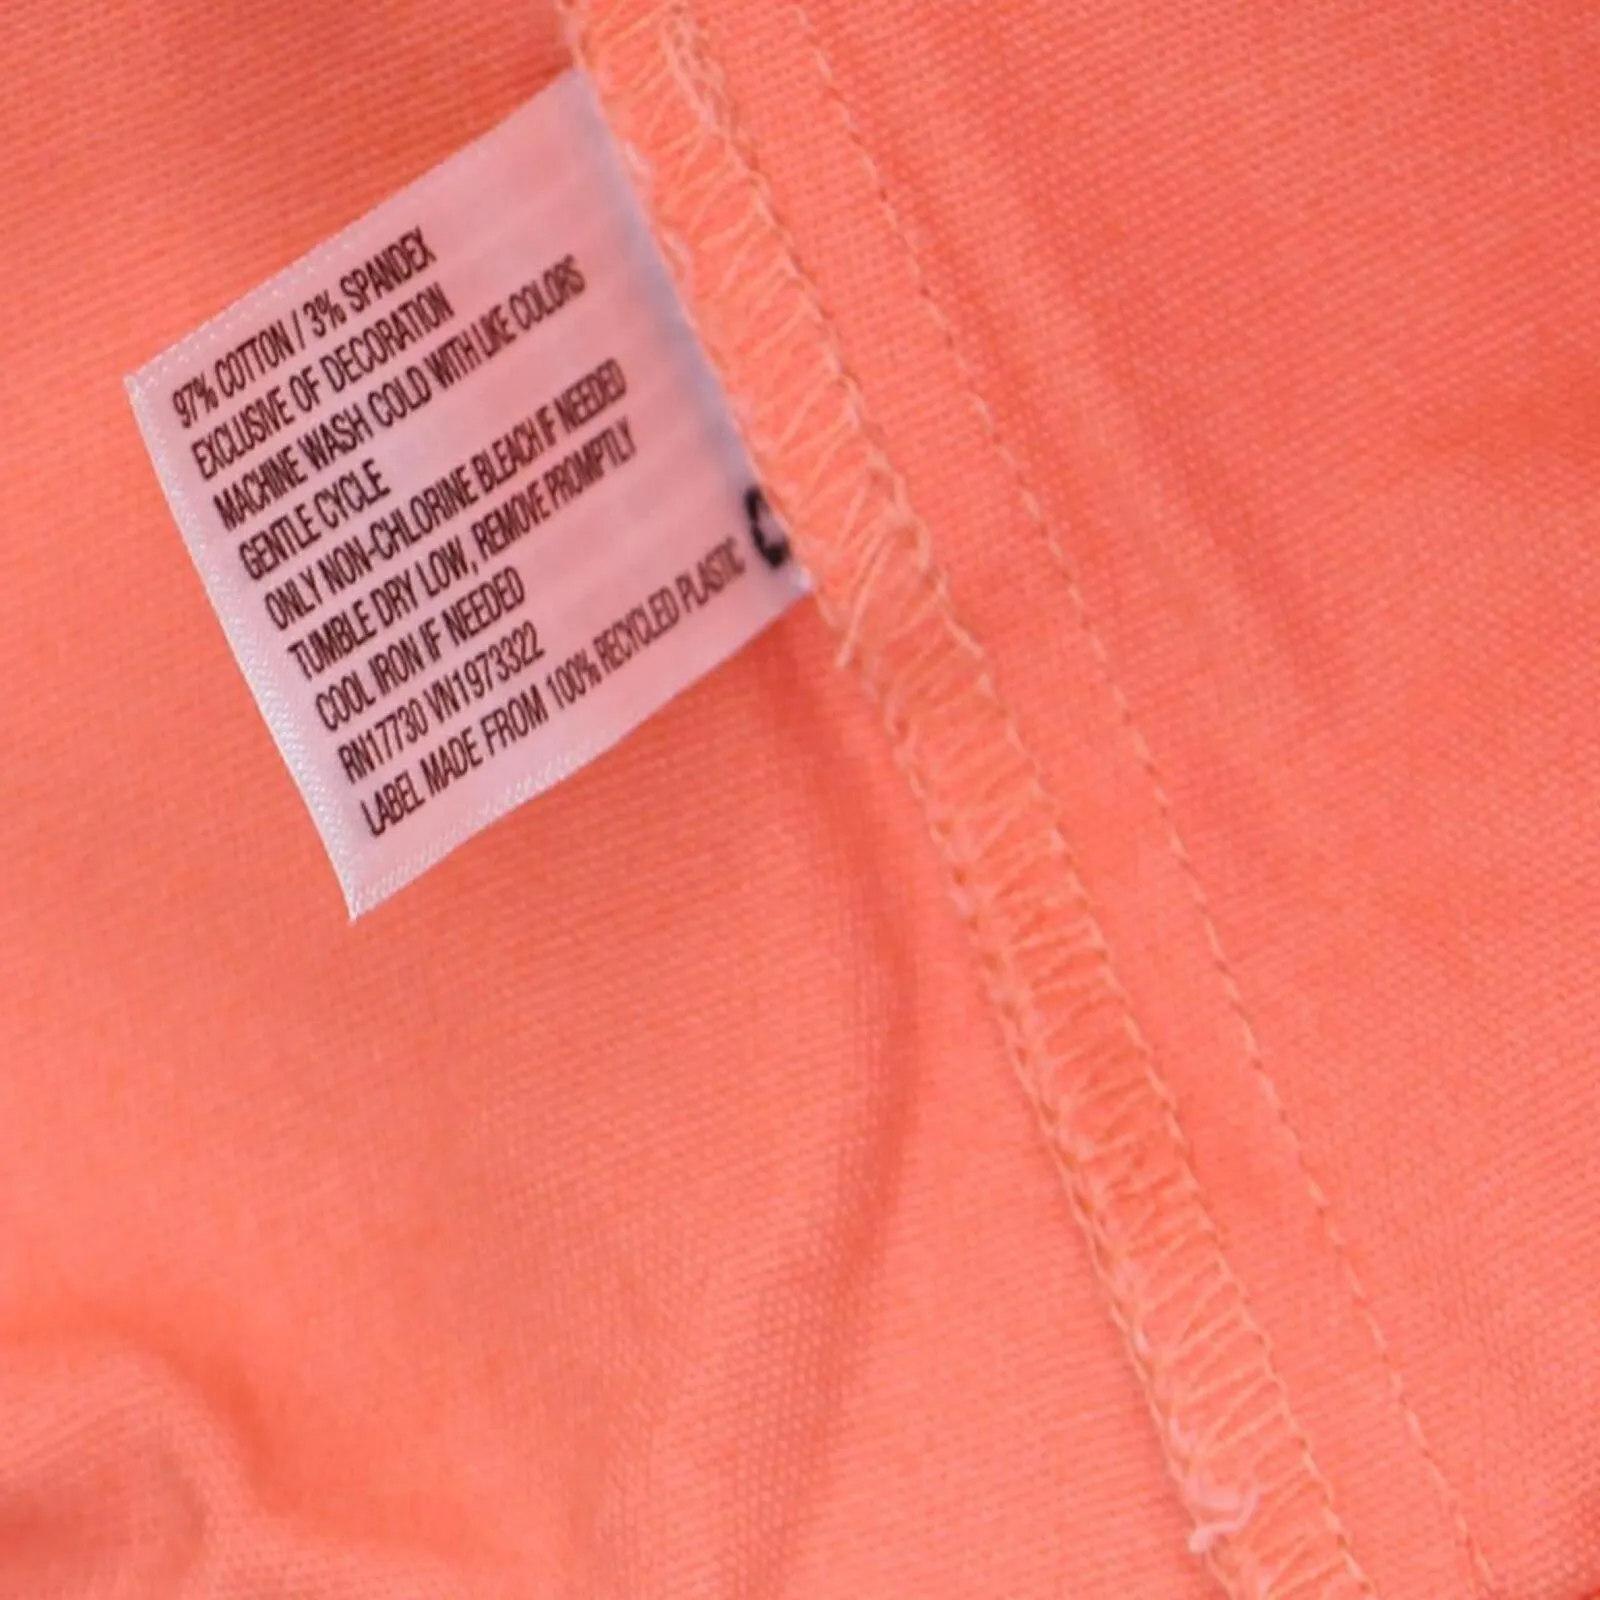 97% COTTON / 3% SPANDEX
EXCLUSIVE OF DECORATION
MACHINE WASH COLD WITH LIKE COLORS
GENTLE CYCLE
ONLY NON-CHLORINE BLEACH IF NEEDED
TUMBLE DRY LOW, REMOVE PROMPTLY
COOL IRON IF NEEDED
RN17730 VN1973322
LABEL MADE FROM 100% RECYCLED PLASTIC